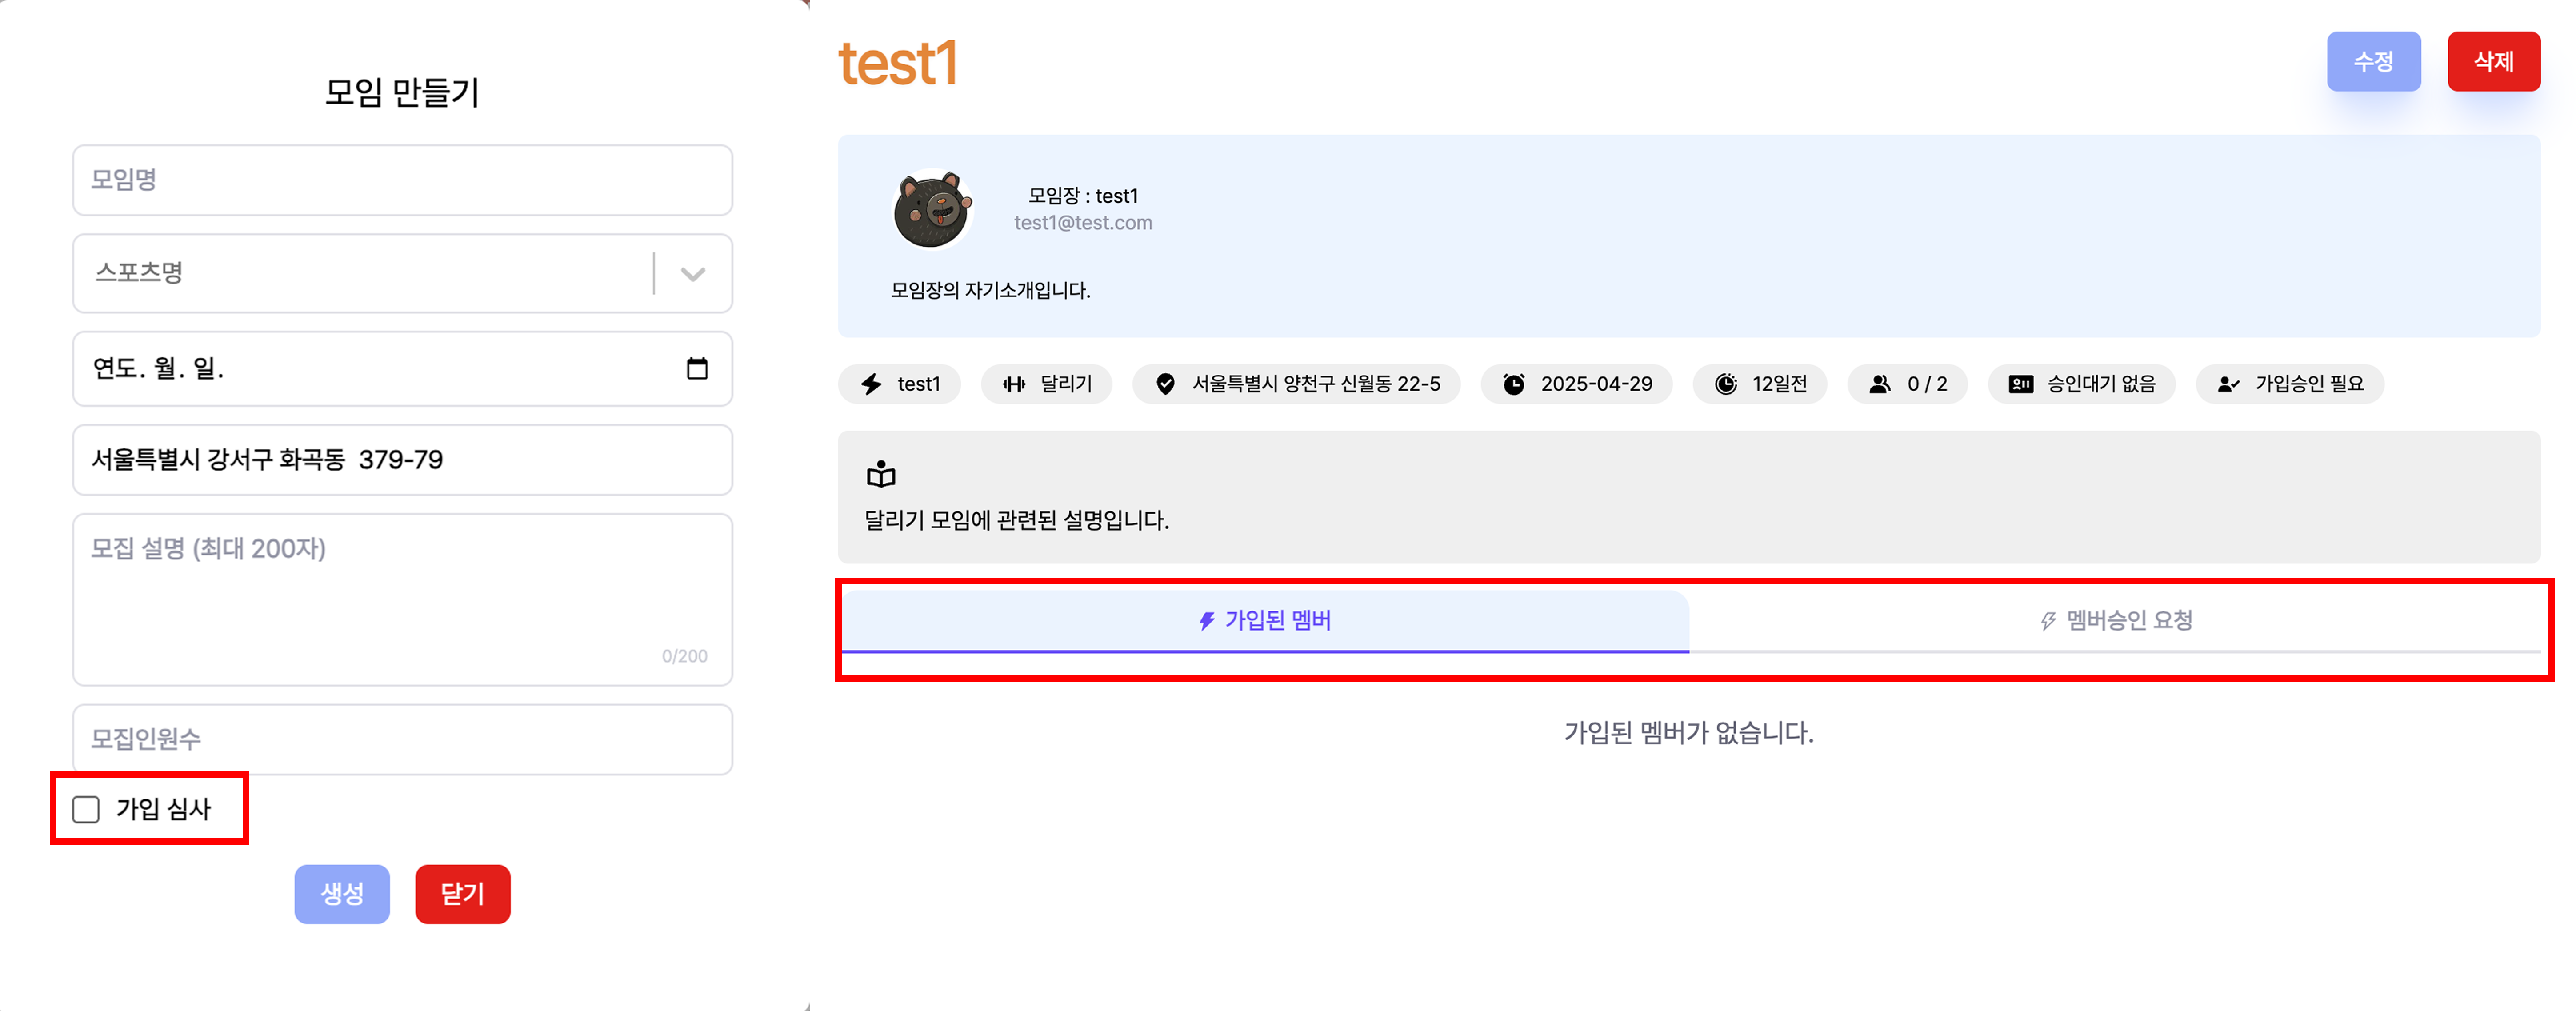 모임 만들기
모임명
스포츠명
연도. 월. 일.
서울특별시 강서구 화곡동 379-79
모집 설명 (최대 200자)
0/200
모집인원수
가입 심사
생성 닫기
test1
수정 삭제
모임장 : test1
test1@test.com
모임장의 자기소개입니다.
test1 달리기 서울특별시 양천구 신월동 22-5 2025-04-29 12일전 0 / 2 승인대기 없음 가입승인 필요
달리기 모임에 관련된 설명입니다.
가입된 멤버 멤버승인 요청
가입된 멤버가 없습니다.